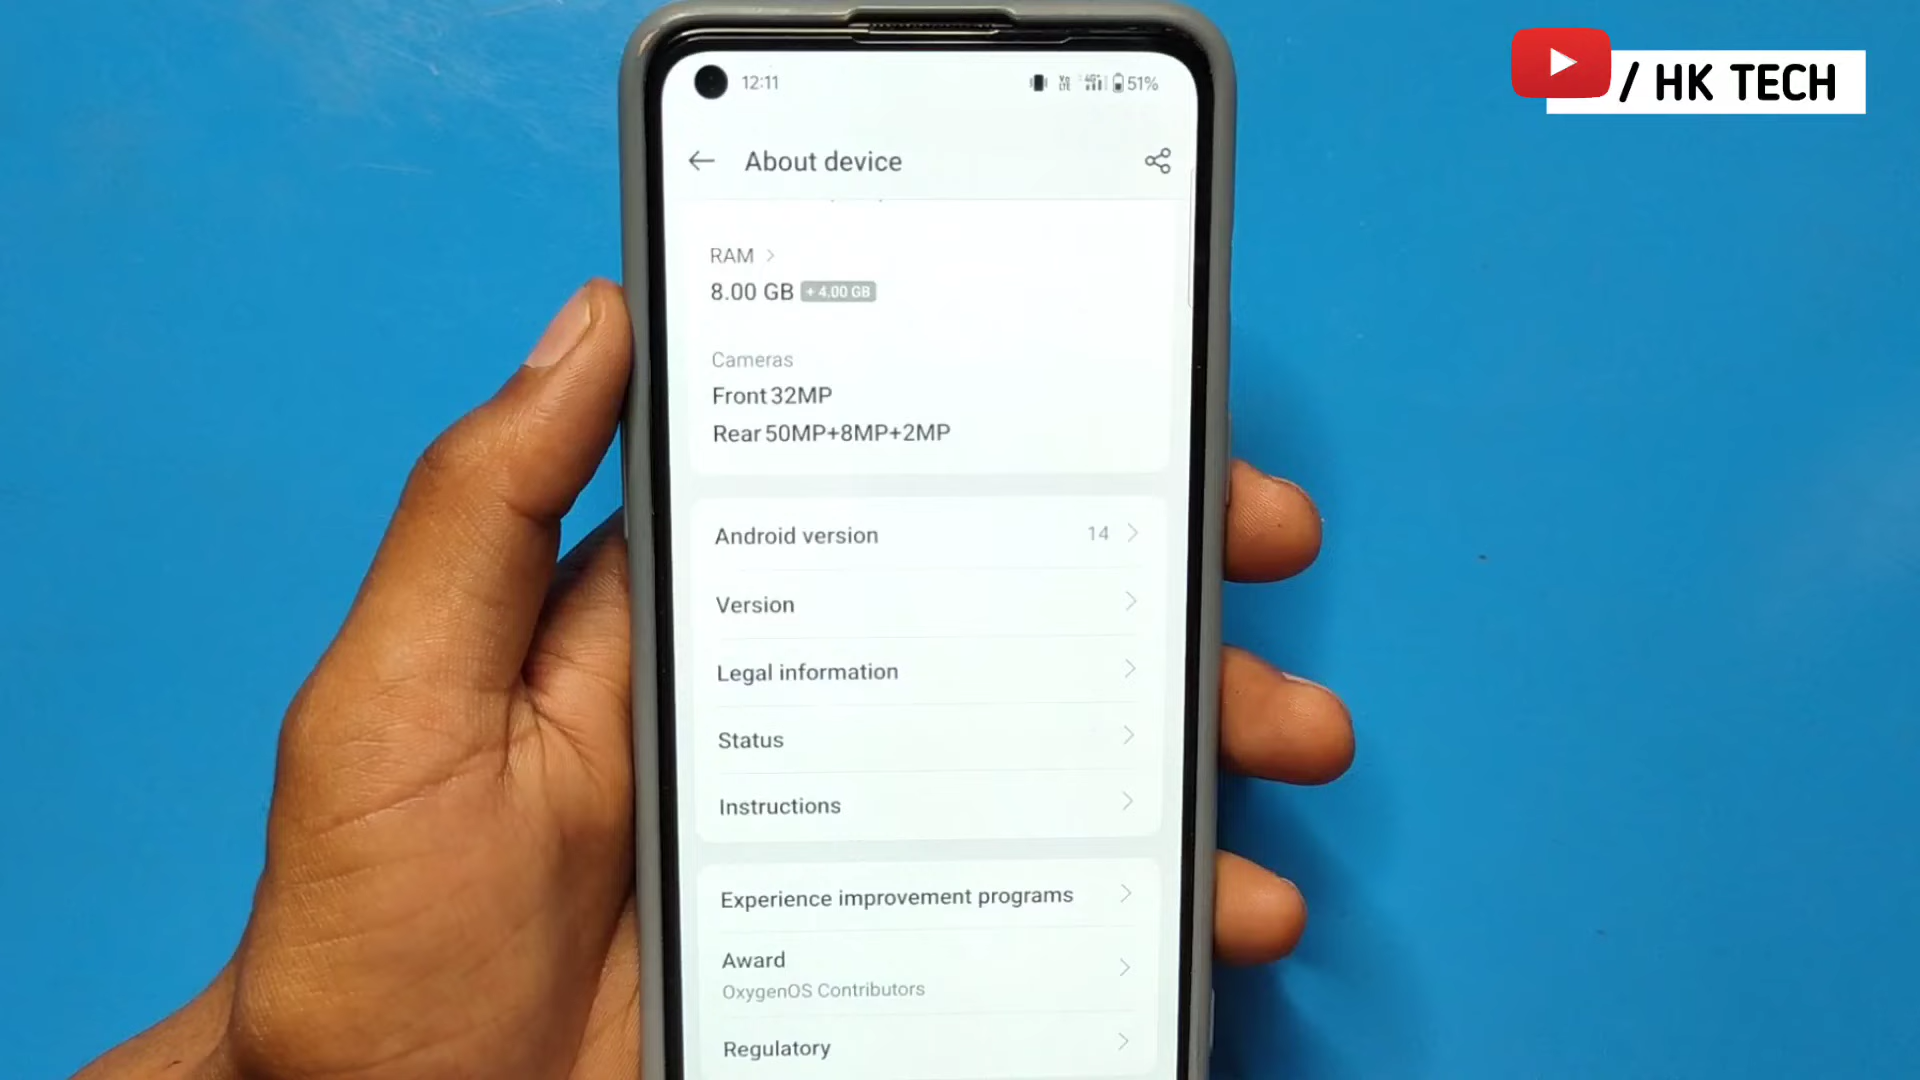 / HK TECH
12:11
51%
About device
RAM
8.00 GB + 4.00 GB
Cameras
Front 32MP
Rear 50MP+8MP+2MP
Android version 14
Version
Legal information
Status
Instructions
Experience improvement programs
Award
OxygenOS Contributors
Regulatory